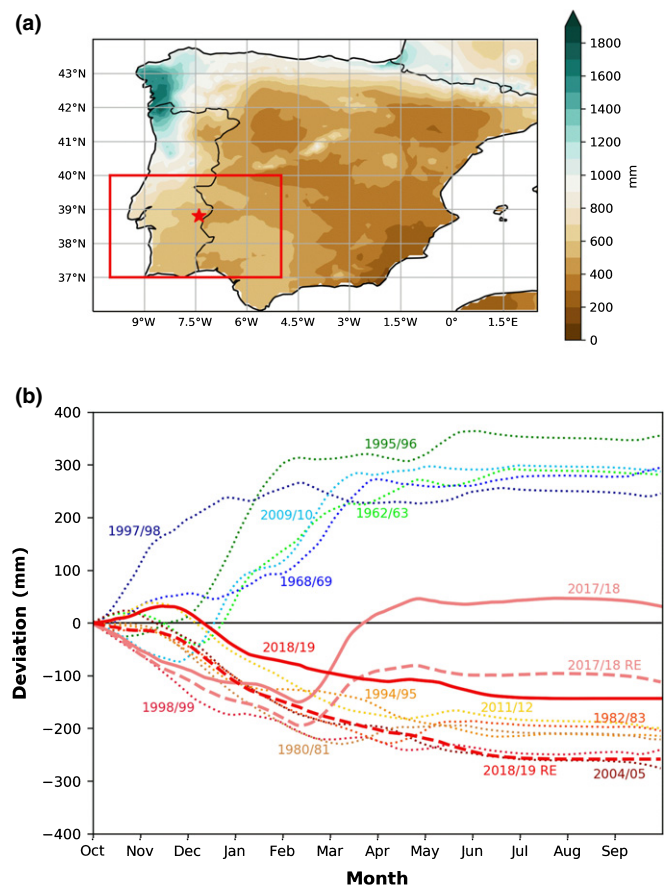 (a)
43°N
42°N
41°N
40°N
39°N
38°N
37°N
9°W 7.5°W 6°W 4.5°W 3°W 1.5°W 0° 1.5°E
1800
1600
1400
1200
1000
800
600
400
200
0
mm
(b)
400
300
200
100
0
−100
−200
−300
−400
Deviation (mm)
1995/96
1997/98
2009/10
1962/63
1968/69
2017/18
2018/19
2017/18 RE
1994/95
1998/99
2011/12
1982/83
1980/81
2018/19 RE
2004/05
Oct Nov Dec Jan Feb Mar Apr May Jun Jul Aug Sep
Month